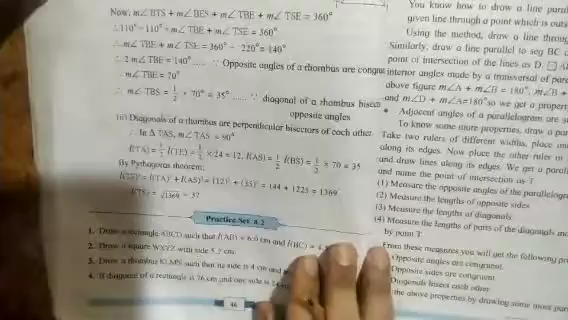 Now, m∠ BTS + m∠ BES + m∠ TBE + m∠ TSE = 360°
∴ 110° + 110° + m∠ TBE + m∠ TSE = 360°
∴ m∠ TBE + m∠ TSE = 360° - 220° = 140°
∴ 2 m∠ TBE = 140° ..... ∵ Opposite angles of a rhombus are congru
m∠ TBE = 70°
∴ m∠ TBS = 1/2 × 70° = 35° ...... ∵ diagonal of a rhombus bisects
opposite angles
(iii) Diagonals of a rhombus are perpendicular bisectors of each other.
∴ In Δ TAS, m∠ TAS = 90°
l(TA) = 1/2 l(TE) = 1/2 × 24 = 12, l(AS) = 1/2 l(BS) = 1/2 × 70 = 35
By Pythagoras theorem,
l(TS)² = l(TA)² + l(AS)² = (12)² + (35)² = 144 + 1225 = 1369
l(TS) = √1369 = 37
Practice Set 8.2
1. Draw a rectangle ABCD such that l(AB) = 6.0 cm and l(BC) = 4.5
2. Draw a square WXYZ with side 5.2 cm.
3. Draw a rhombus KLMN such that its side is 4 cm and
4. If diagonal of a rectangle is 26 cm and one side is 24 cm
46
You know how to draw a line paral
given line through a point which is outs
Using the method, draw a line throug
Similarly, draw a line parallel to seg BC
point of intersection of the lines as D. □
interior angles made by a transversal of para
above figure m∠A + m∠B = 180°, m∠B +
and m∠D + m∠A=180° so we get a propert
* Adjacent angles of a parallelogram are s
To know some more properties, draw a par
Take two rulers of different widths, place one
along its edges. Now place the other ruler in
and draw lines along its edges. We get a parall
and name the point of intersection as T.
(1) Measure the opposite angles of the parallelogra
(2) Measure the lengths of opposite sides
(3) Measure the lengths of diagonals
(4) Measure the lengths of parts of the diagonals
by point T.
From these measures you will get the following pr
Opposite angles are congruent.
Opposite sides are congruent
Diagonals bisect each other
the above properties by drawing some more par